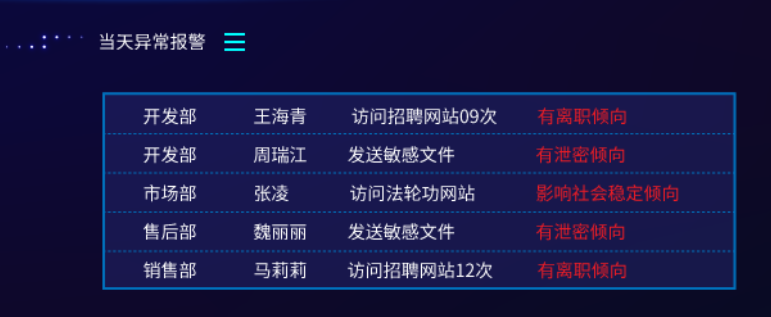 当天异常报警
开发部 王海青 访问招聘网站09次 有离职倾向
开发部 周瑞江 发送敏感文件 有泄密倾向
市场部 张凌 访问法轮功网站 影响社会稳定倾向
售后部 魏丽丽 发送敏感文件 有泄密倾向
销售部 马莉莉 访问招聘网站12次 有离职倾向